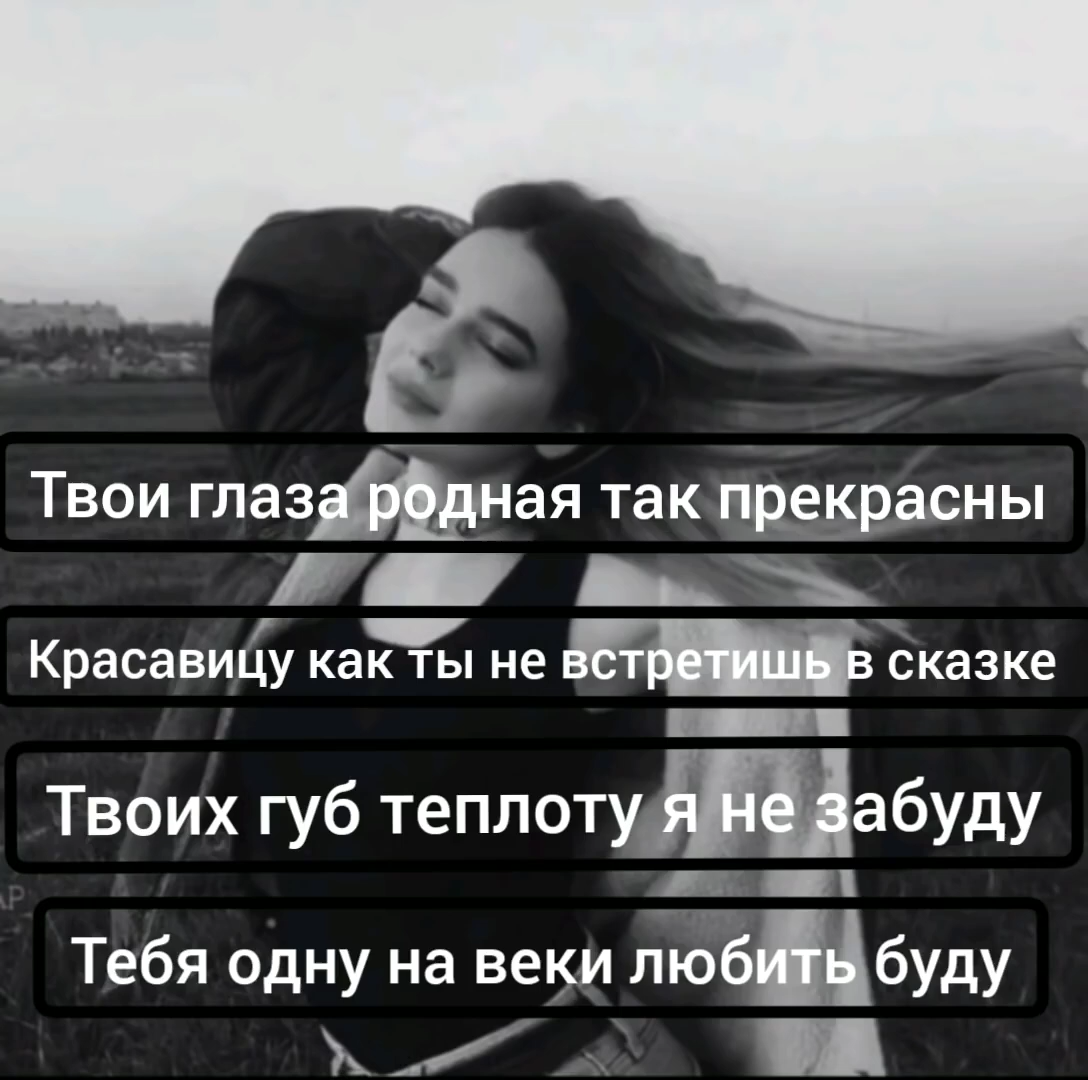 Твои глаза родная так прекрасны
Красавицу как ты не встретишь в сказке
Твоих губ теплоту я не забуду
Тебя одну на веки любить буду